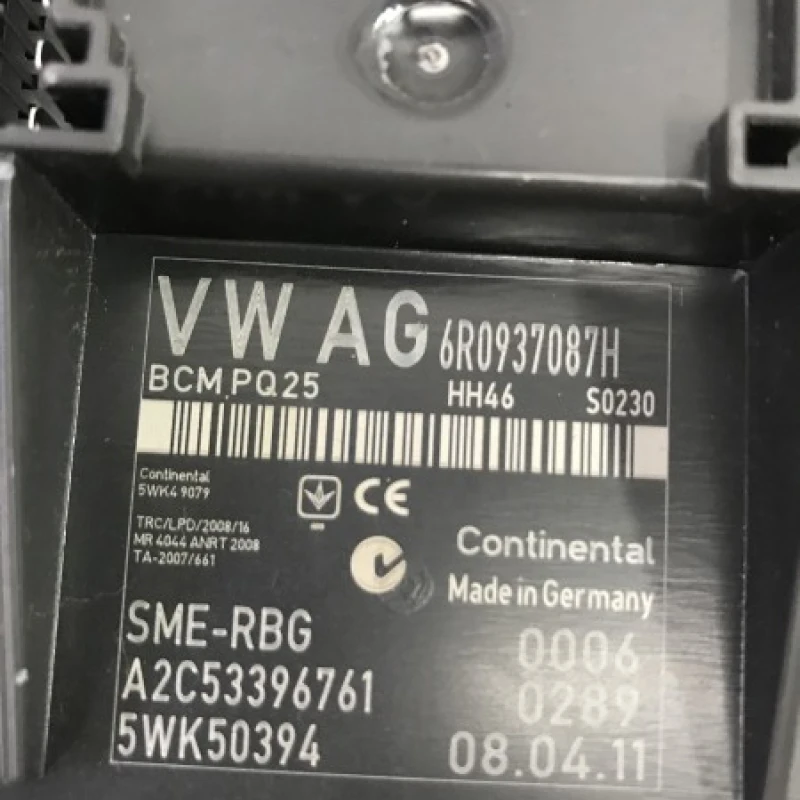 VW AG 6R0937087H
BCM PQ25 HH46 S0230
Continental
5WK4 9079
CE
TRC/LPD/2008/16
MR 4044 ANRT 2008
TA-2007/661
Continental
Made in Germany
SME-RBG 0006
A2C53396761 0289
5WK50394 08.04.11